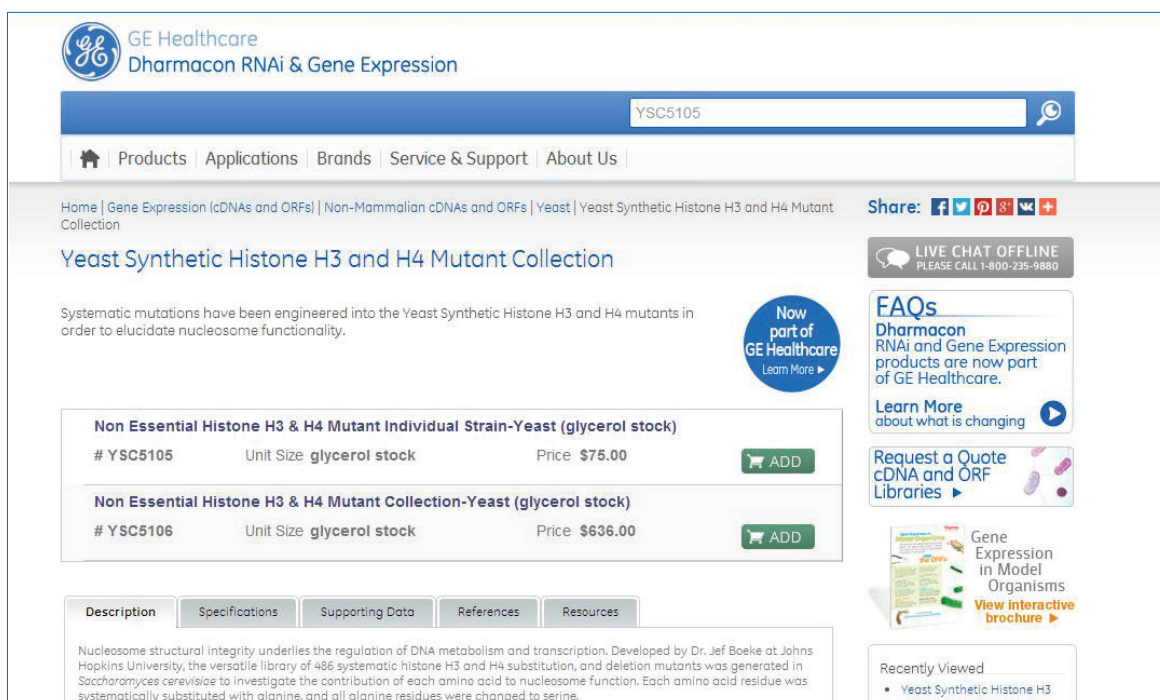 GE Healthcare
Dharmacon RNAi & Gene Expression
YSC5105
Products Applications Brands Service & Support About Us
Home | Gene Expression (cDNAs and ORFs) | Non-Mammalian cDNAs and ORFs | Yeast | Yeast Synthetic Histone H3 and H4 Mutant
Collection
Share:
Yeast Synthetic Histone H3 and H4 Mutant Collection
LIVE CHAT OFFLINE
PLEASE CALL 1-800-235-9880
Systematic mutations have been engineered into the Yeast Synthetic Histone H3 and H4 mutants in
order to elucidate nucleosome functionality.
Now
part of
GE Healthcare
Learn More
FAQs
Dharmacon
RNAi and Gene Expression
products are now part
of GE Healthcare.
Learn More
about what is changing
Non Essential Histone H3 & H4 Mutant Individual Strain-Yeast (glycerol stock)
# YSC5105 Unit Size glycerol stock Price $75.00 ADD
Non Essential Histone H3 & H4 Mutant Collection-Yeast (glycerol stock)
# YSC5106 Unit Size glycerol stock Price $636.00 ADD
Request a Quote
cDNA and ORF
Libraries
Gene
Expression
in Model
Organisms
View interactive
brochure
Description Specifications Supporting Data References Resources
Nucleosome structural integrity underlies the regulation of DNA metabolism and transcription. Developed by Dr. Jef Boeke at Johns
Hopkins University, the versatile library of 486 systematic histone H3 and H4 substitution, and deletion mutants was generated in
Saccharomyces cerevisiae to investigate the contribution of each amino acid to nucleosome function. Each amino acid residue was
systematically substituted with alanine, and all alanine residues were changed to serine.
Recently Viewed
• Yeast Synthetic Histone H3